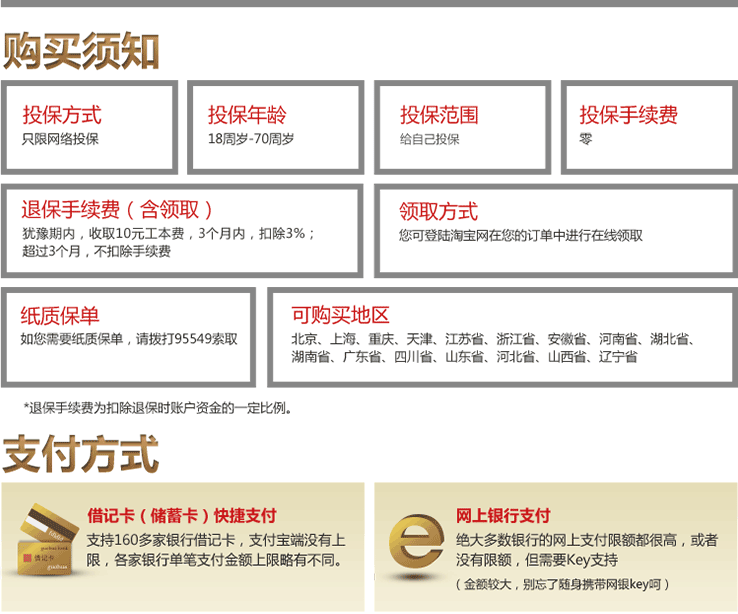 购买须知
投保方式
只限网络投保
投保年龄
18周岁-70周岁
投保范围
给自己投保
投保手续费
零
退保手续费（含领取）
犹豫期内，收取10元工本费，3个月内，扣除3%；
超过3个月，不扣除手续费
领取方式
您可登陆淘宝网在您的订单中进行在线领取
纸质保单
如您需要纸质保单，请拨打95549索取
可购买地区
北京、上海、重庆、天津、江苏省、浙江省、安徽省、河南省、湖北省、
湖南省、广东省、四川省、山东省、河北省、山西省、辽宁省
*退保手续费为扣除退保时账户资金的一定比例。
支付方式
借记卡（储蓄卡）快捷支付
支持160多家银行借记卡，支付宝端没有上
限，各家银行单笔支付金额上限略有不同。
借记卡
网上银行支付
绝大多数银行的网上支付限额都很高，或者
没有限额，但需要Key支持
（金额较大，别忘了随身携带网银key呵）